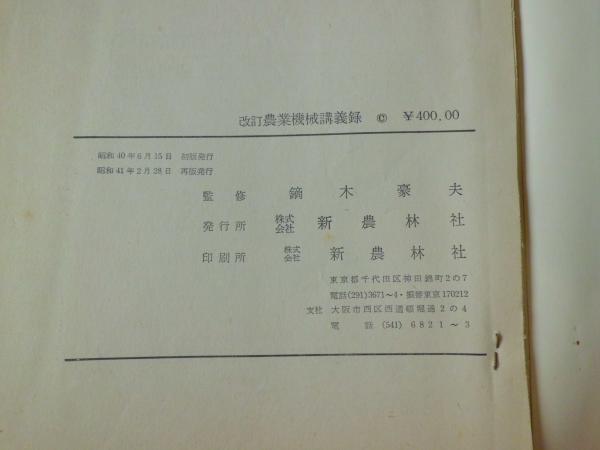 改訂農業機械講義録 © ¥400.00
昭和40年6月15日 初版発行
昭和41年2月28日 再版発行
監修 鏑木豪夫
発行所 株式会社 新農林社
印刷所 株式会社 新農林社
東京都千代田区神田錦町2の7
電話(291)3671~4・振替東京170212
支社 大阪市西区西道頓堀通2の4
電話 (541) 6821~3